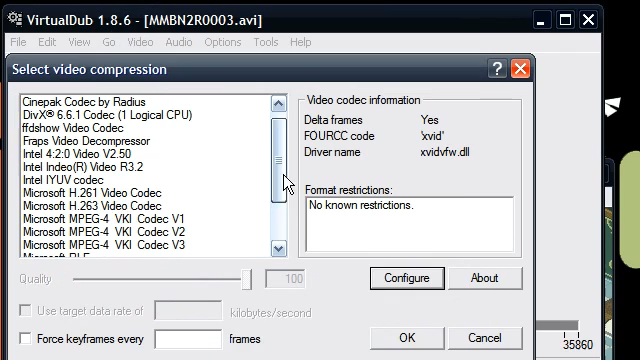 VirtualDub 1.8.6 - [MMBN2R0003.avi]
File Edit View Go Video Audio Options Tools Help
Select video compression
Cinepak Codec by Radius
DivX® 6.6.1 Codec (1 Logical CPU)
ffdshow Video Codec
Fraps Video Decompressor
Intel 4:2:0 Video V2.50
Intel Indeo(R) Video R3.2
Intel IYUV codec
Microsoft H.261 Video Codec
Microsoft H.263 Video Codec
Microsoft MPEG-4 VKI Codec V1
Microsoft MPEG-4 VKI Codec V2
Microsoft MPEG-4 VKI Codec V3
Microsoft RLE
Video codec information
Delta frames Yes
FOURCC code 'xvid'
Driver name xvidvfw.dll
Format restrictions:
No known restrictions.
Quality 100
Configure About
Use target data rate of kilobytes/second
Force keyframes every frames
OK Cancel
35860